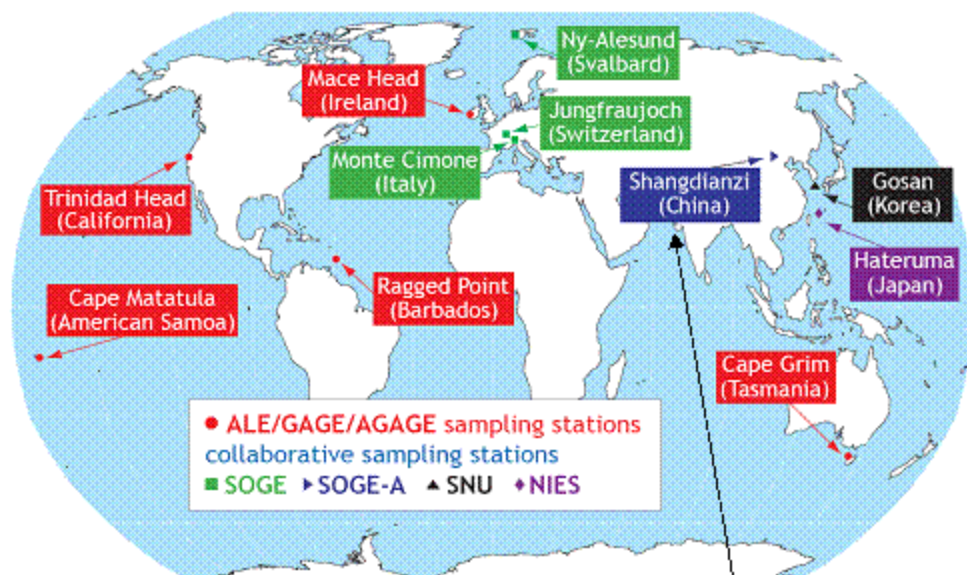 Ny-Alesund
(Svalbard)
Mace Head
(Ireland)
Jungfraujoch
(Switzerland)
Monte Cimone
(Italy)
Trinidad Head
(California)
Shangdianzi
(China)
Gosan
(Korea)
Hateruma
(Japan)
Cape Matatula
(American Samoa)
Ragged Point
(Barbados)
Cape Grim
(Tasmania)
ALE/GAGE/AGAGE sampling stations
collaborative sampling stations
SOGE SOGE-A SNU NIES